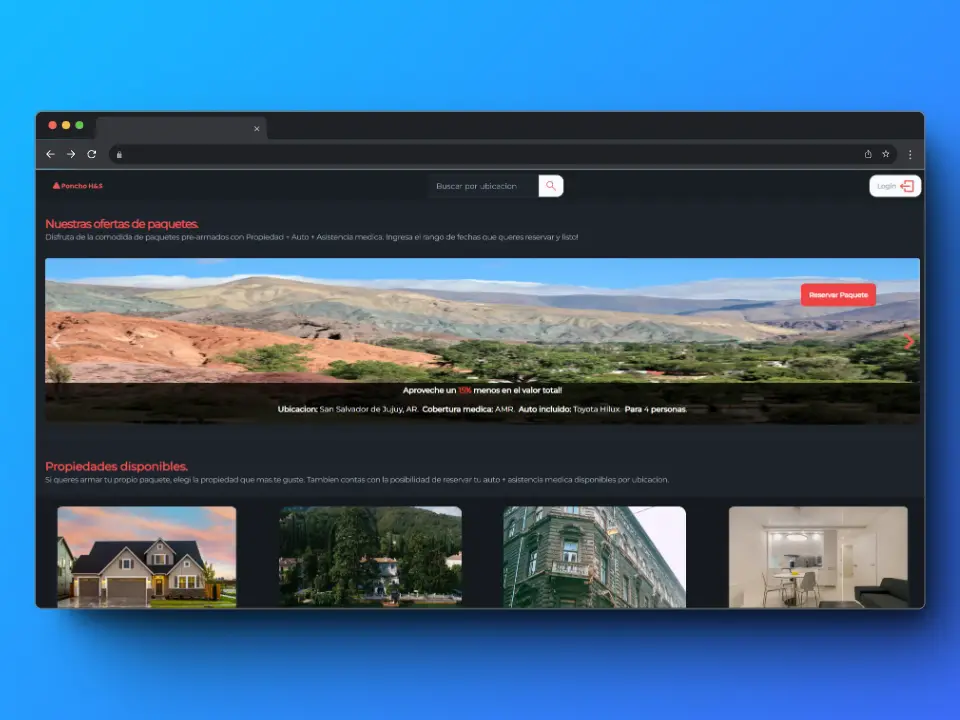 Poncho H&S
Buscar por ubicacion
Login
Nuestras ofertas de paquetes.
Disfruta de la comodida de paquetes pre-armados con Propiedad + Auto + Asistencia medica. Ingresa el rango de fechas que queres reservar y listo!
Reservar Paquete
Aproveche un 15% menos en el valor total!
Ubicacion: San Salvador de Jujuy, AR. Cobertura medica: AMR. Auto incluido: Toyota Hilux. Para 4 personas.
Propiedades disponibles.
Si queres armar tu propio paquete, elegi la propiedad que mas te guste. Tambien contas con la posibilidad de reservar tu auto + asistencia medica disponibles por ubicacion.